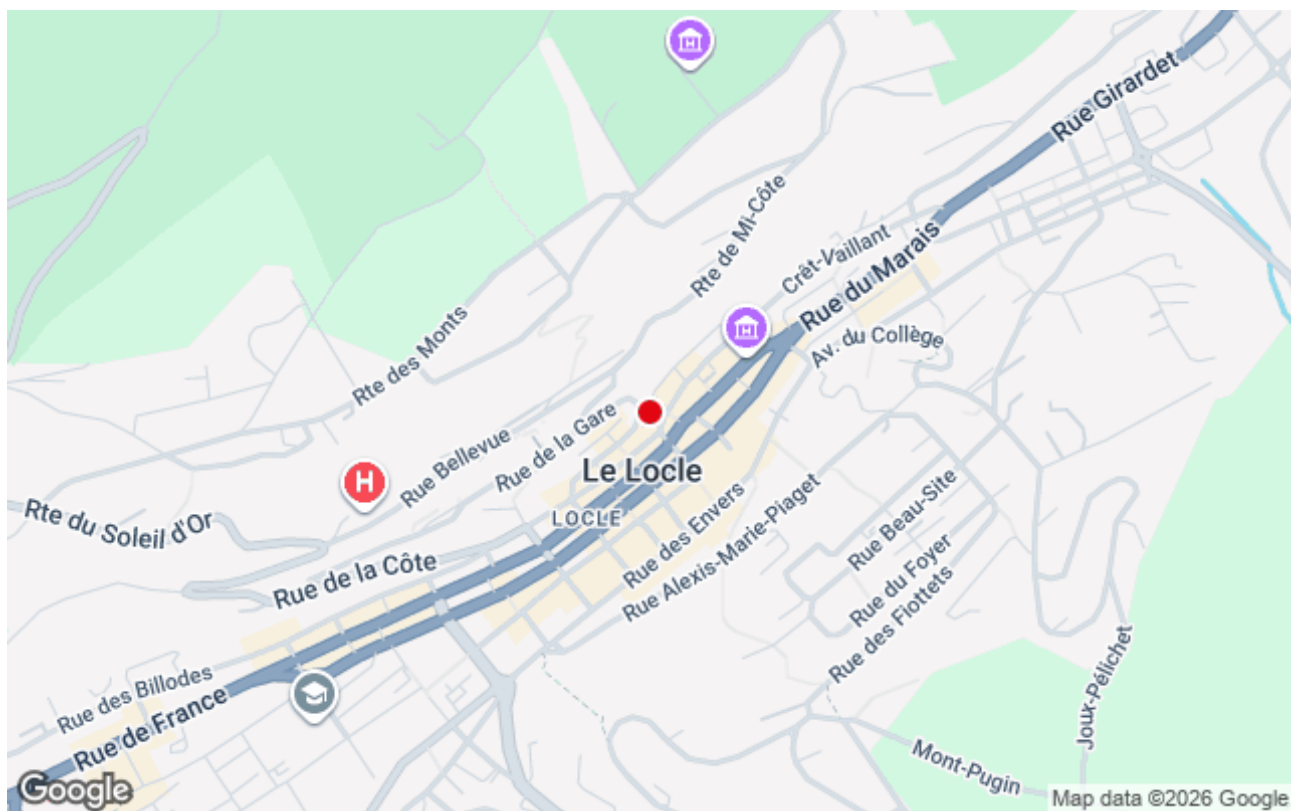 Rue Girardet
Rte de Mi-Côte
Crêt-Vaillant
Rue du Marais
Av. du Collège
Rte des Monts
Rue de la Gare
Rue Bellevue
H
Le Locle
LOCLE
Rte du Soleil d'Or
Rue de la Côte
Rue des Envers
Rue Alexis-Marie-Piaget
Rue Beau-Site
Rue du Foyer
Rue des Fiottets
Rue des Billodes
Rue de France
Joux-Pélichet
Mont-Pugin
Google
Map data ©2026 Google